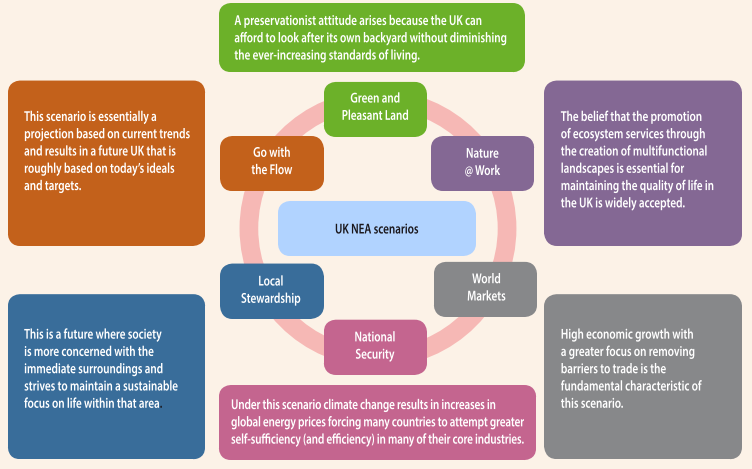 A preservationist attitude arises because the UK can
afford to look after its own backyard without diminishing
the ever-increasing standards of living.
Green and
Pleasant Land
This scenario is essentially a
projection based on current trends
and results in a future UK that is
roughly based on today's ideals
and targets.
Go with
the Flow
Nature
@ Work
The belief that the promotion
of ecosystem services through
the creation of multifunctional
landscapes is essential for
maintaining the quality of life in
the UK is widely accepted.
UK NEA scenarios
Local
Stewardship
World
Markets
This is a future where society
is more concerned with the
immediate surroundings and
strives to maintain a sustainable
focus on life within that area.
National
Security
High economic growth with
a greater focus on removing
barriers to trade is the
fundamental characteristic of
this scenario.
Under this scenario climate change results in increases in
global energy prices forcing many countries to attempt greater
self-sufficiency (and efficiency) in many of their core industries.